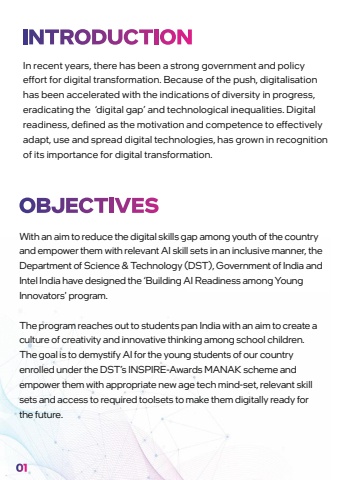 INTRODUCTION
In recent years, there has been a strong government and policy
effort for digital transformation. Because of the push, digitalisation
has been accelerated with the indications of diversity in progress,
eradicating the 'digital gap' and technological inequalities. Digital
readiness, defined as the motivation and competence to effectively
adapt, use and spread digital technologies, has grown in recognition
of its importance for digital transformation.
OBJECTIVES
With an aim to reduce the digital skills gap among youth of the country
and empower them with relevant AI skill sets in an inclusive manner, the
Department of Science & Technology (DST), Government of India and
Intel India have designed the 'Building AI Readiness among Young
Innovators' program.
The program reaches out to students pan India with an aim to create a
culture of creativity and innovative thinking among school children.
The goal is to demystify AI for the young students of our country
enrolled under the DST's INSPIRE-Awards MANAK scheme and
empower them with appropriate new age tech mind-set, relevant skill
sets and access to required toolsets to make them digitally ready for
the future.
01